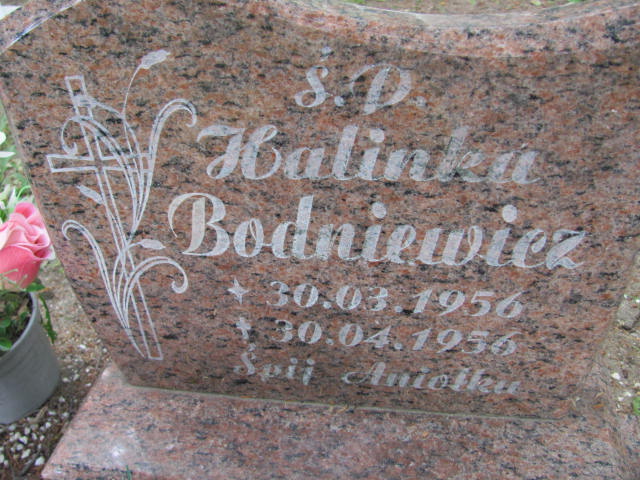 Ś.P.
Halinka
Bodniewicz
30.03.1956
30.04.1956
Śpij Aniołku